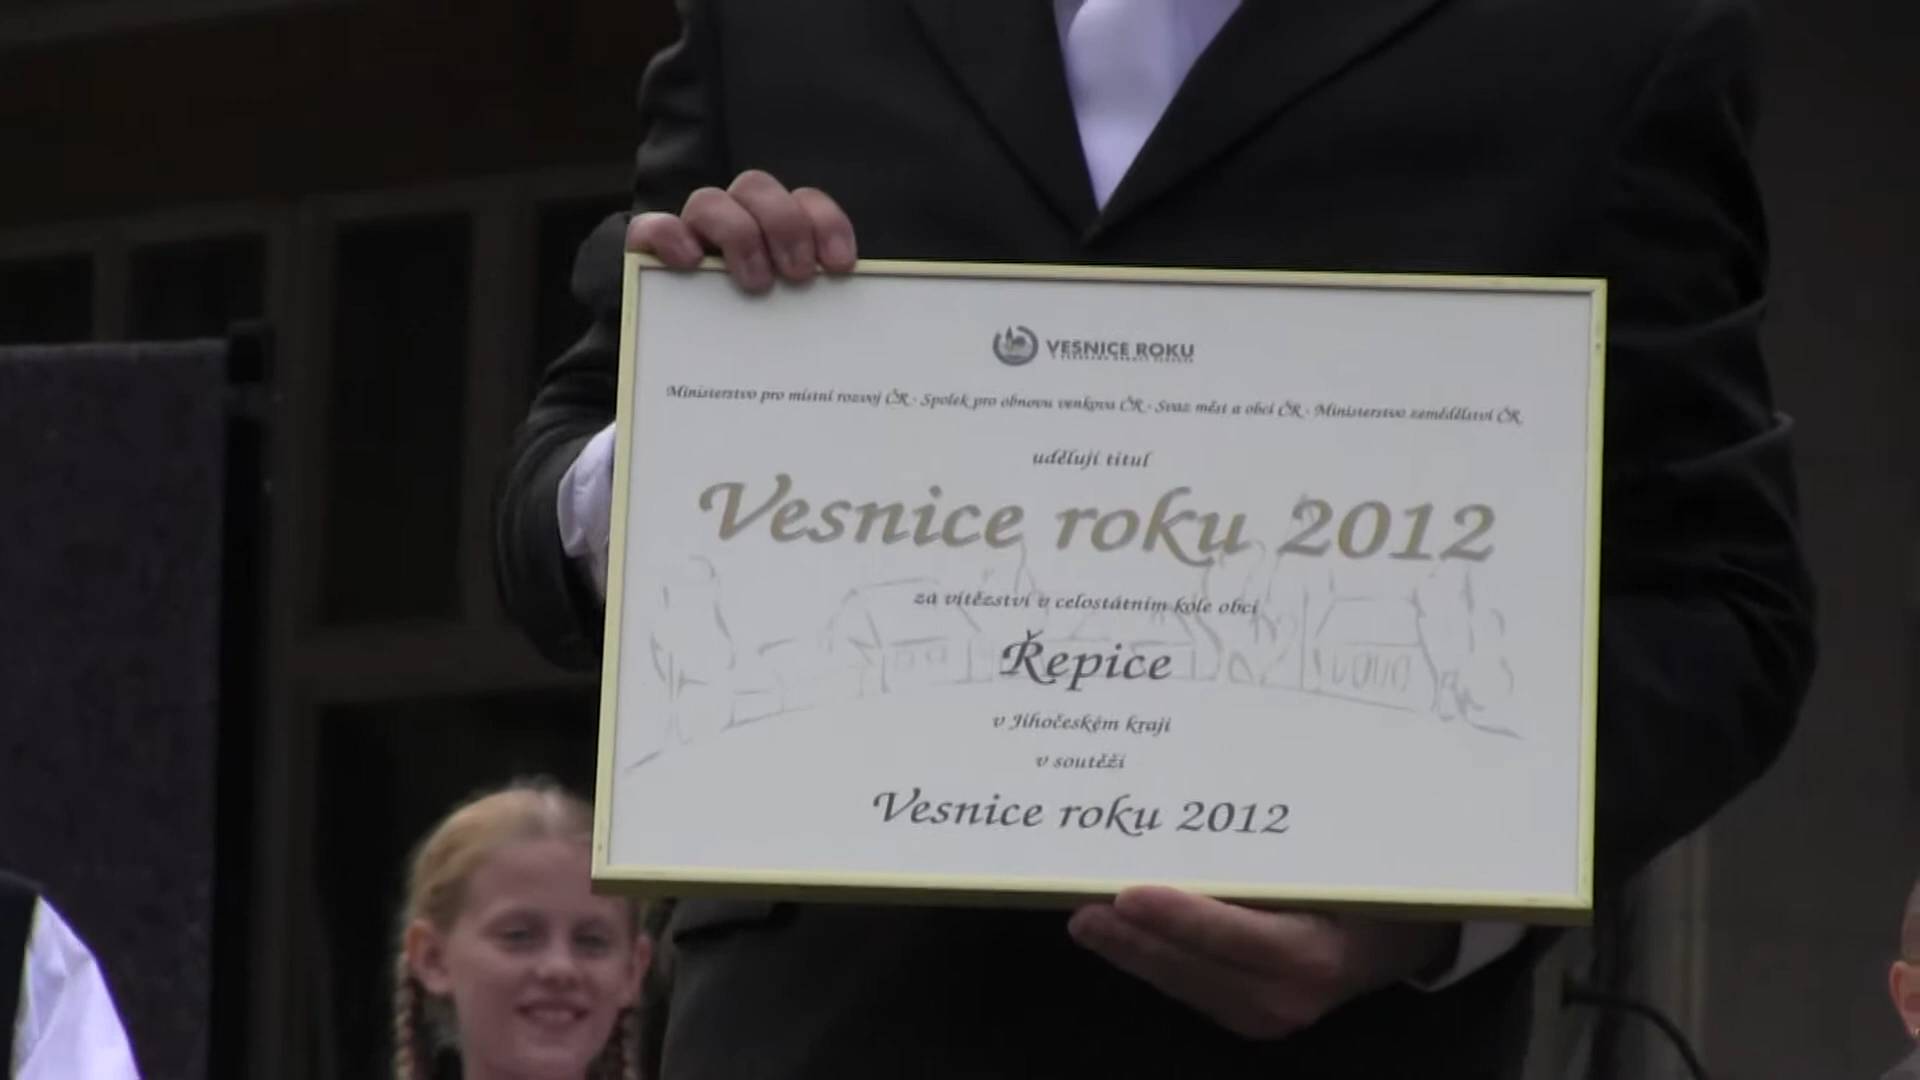 VESNICE ROKU
Ministerstvo pro místní rozvoj ČR - Spolek pro obnovu venkova ČR - Svaz měst a obcí ČR - Ministerstvo zemědělství ČR
udělují titul
Vesnice roku 2012
za vítězství v celostátním kole obci
Řepice
v Jihočeském kraji
v soutěži
Vesnice roku 2012